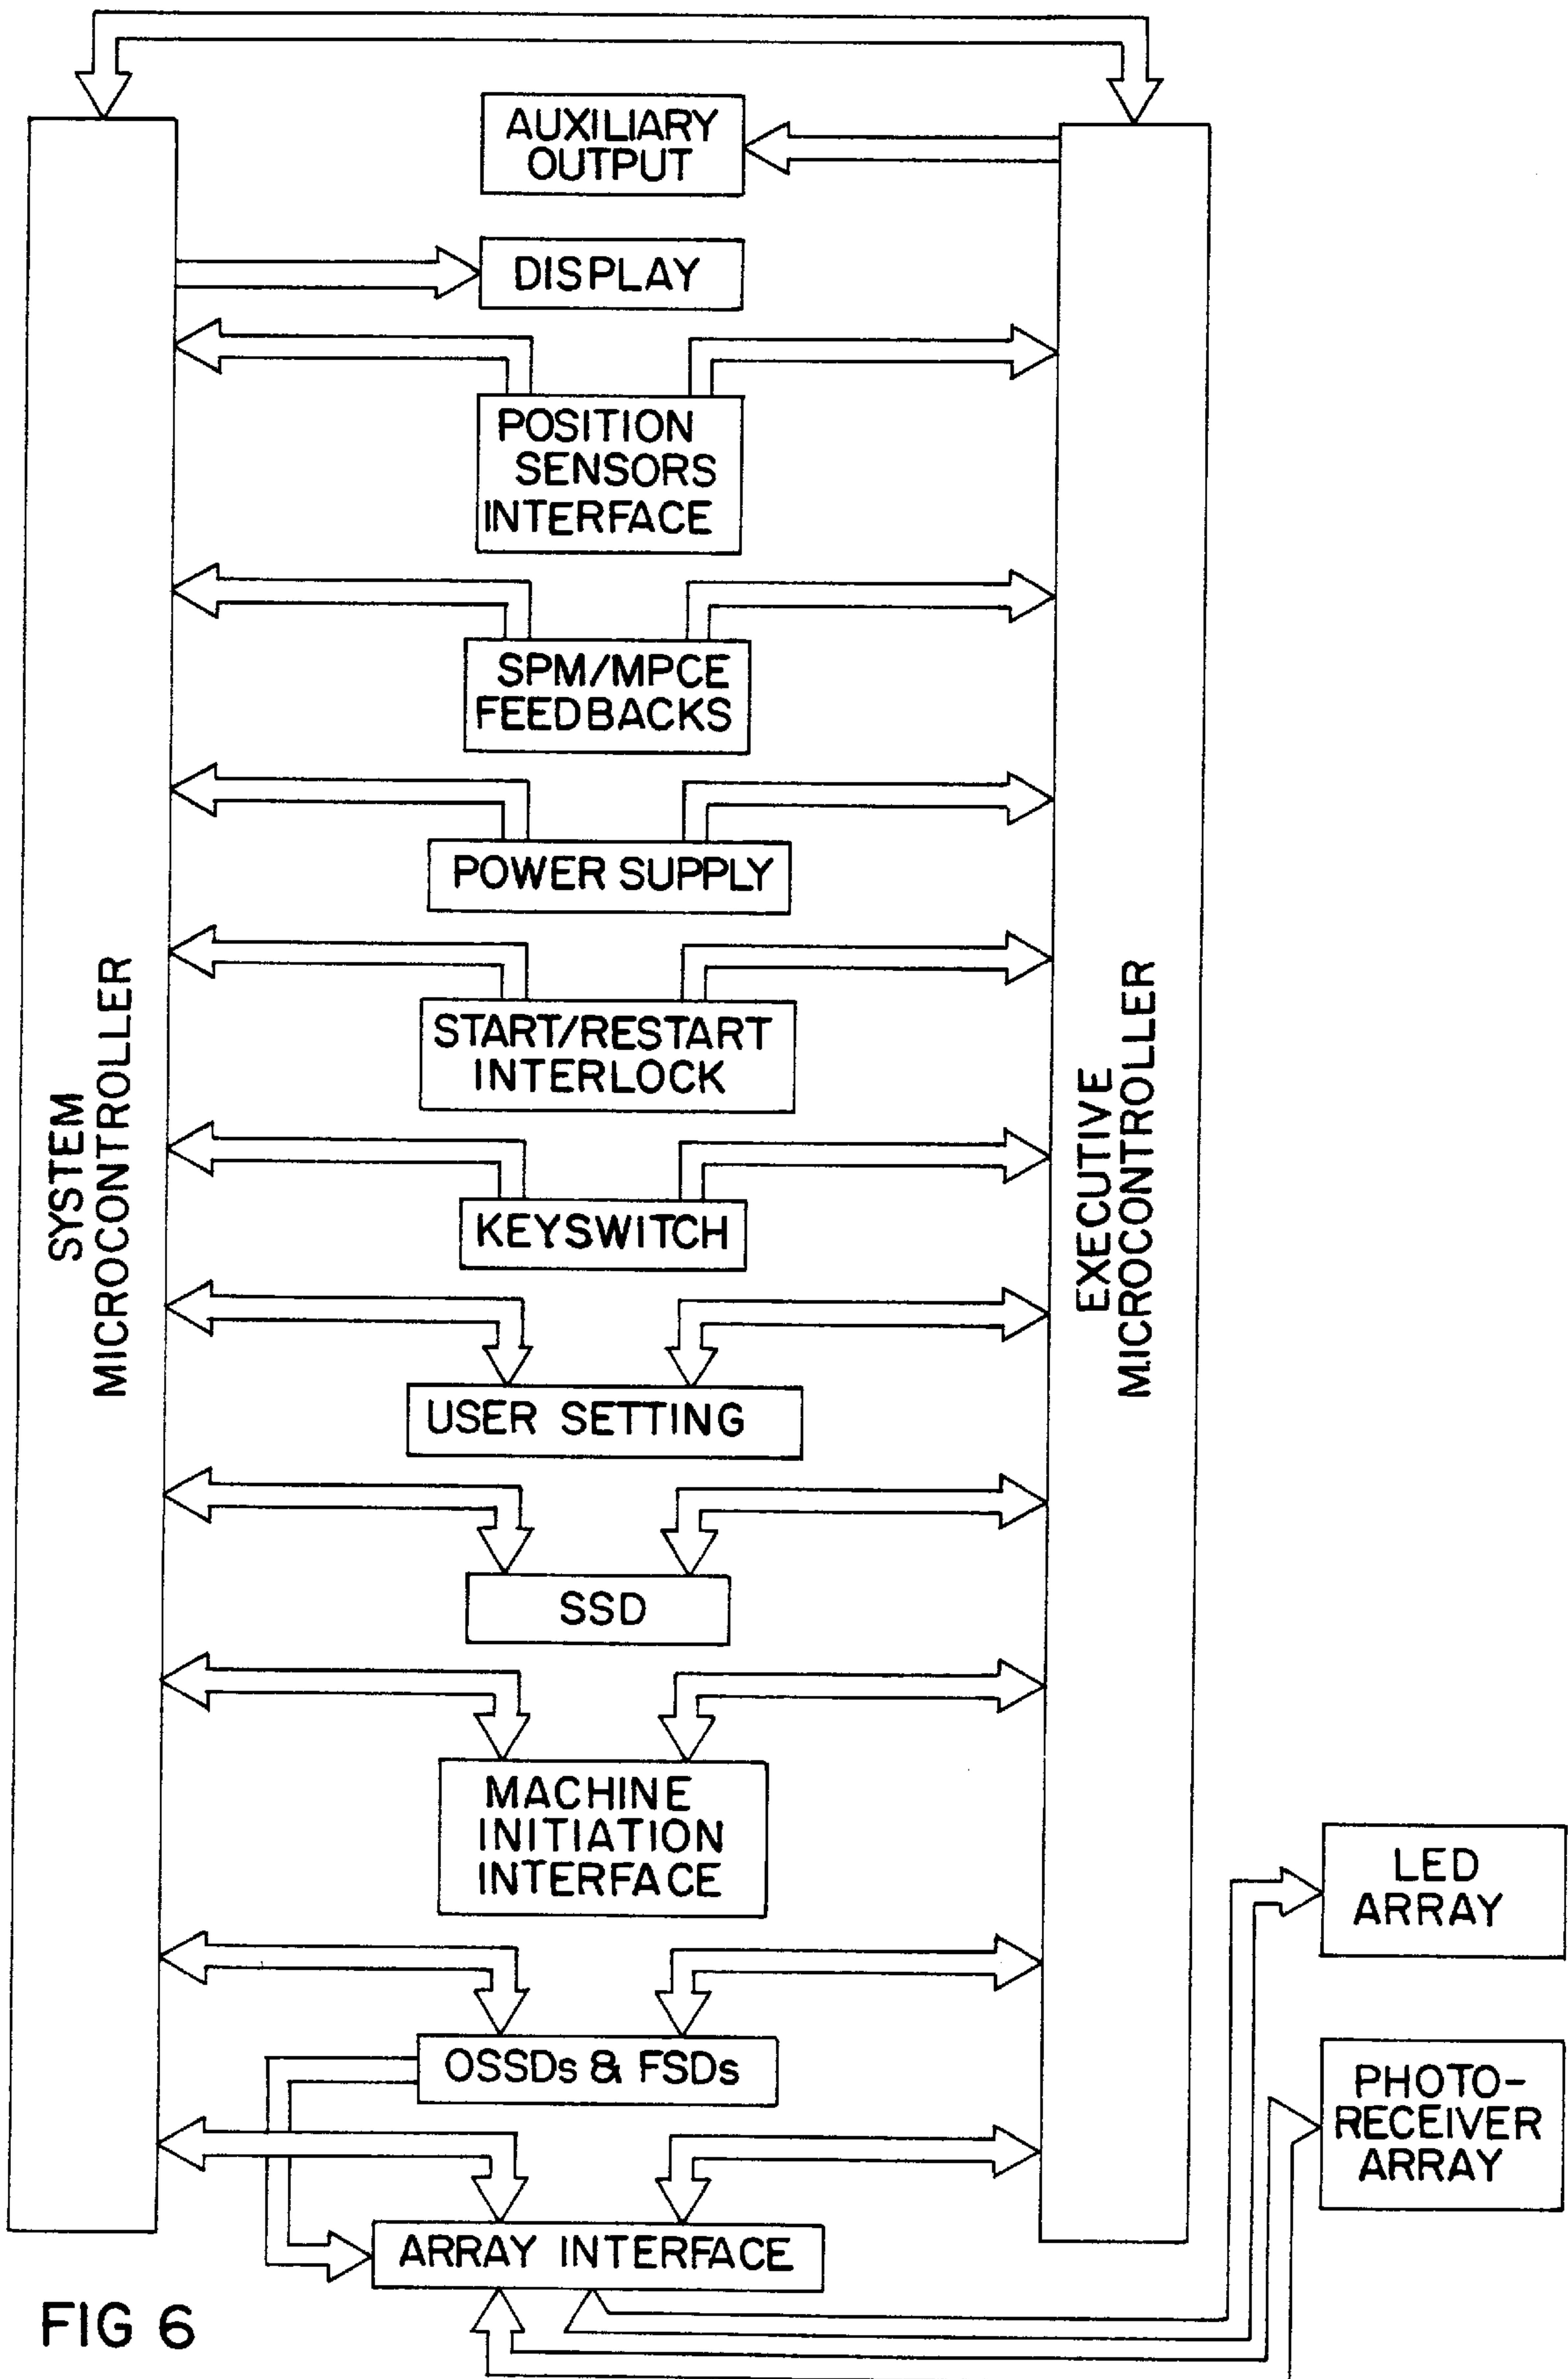 AUXILIARY
OUTPUT
DISPLAY
POSITION
SENSORS
INTERFACE
SPM/MPCE
FEEDBACKS
POWER SUPPLY
START/RESTART
INTERLOCK
KEYSWITCH
USER SETTING
SSD
MACHINE
INITIATION
INTERFACE
OSSDs & FSDs
ARRAY INTERFACE
SYSTEM
MICROCONTROLLER
EXECUTIVE
MICROCONTROLLER
LED
ARRAY
PHOTO-
RECEIVER
ARRAY
FIG 6